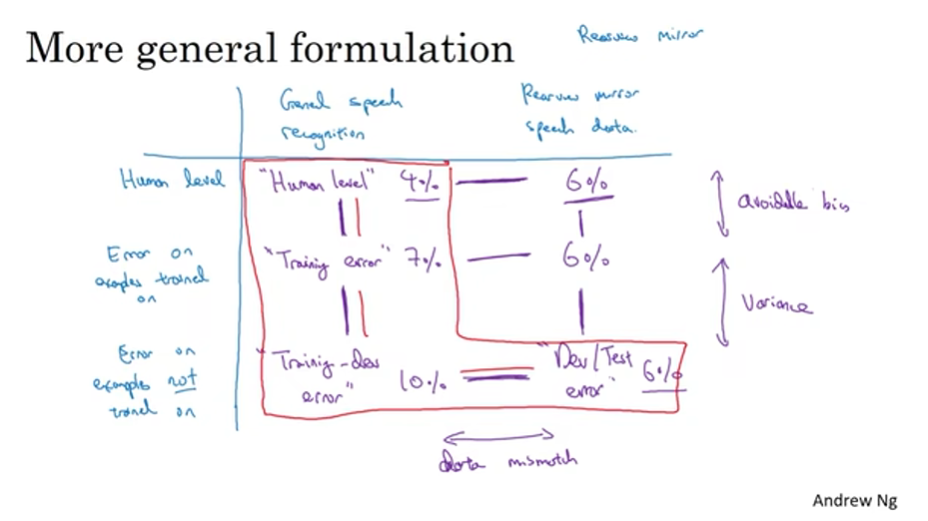 More general formulation
Rearview mirror
General speech
recognition
Rearview mirror
speech data.
Human level
"Human level" 4%
6%
avoidable bias
Error on
examples trained
on
"Training error" 7%
6%
Variance
Error on
examples not
trained on
"Training-dev
error"
10%
"Dev/Test
error"
6%
data mismatch
Andrew Ng